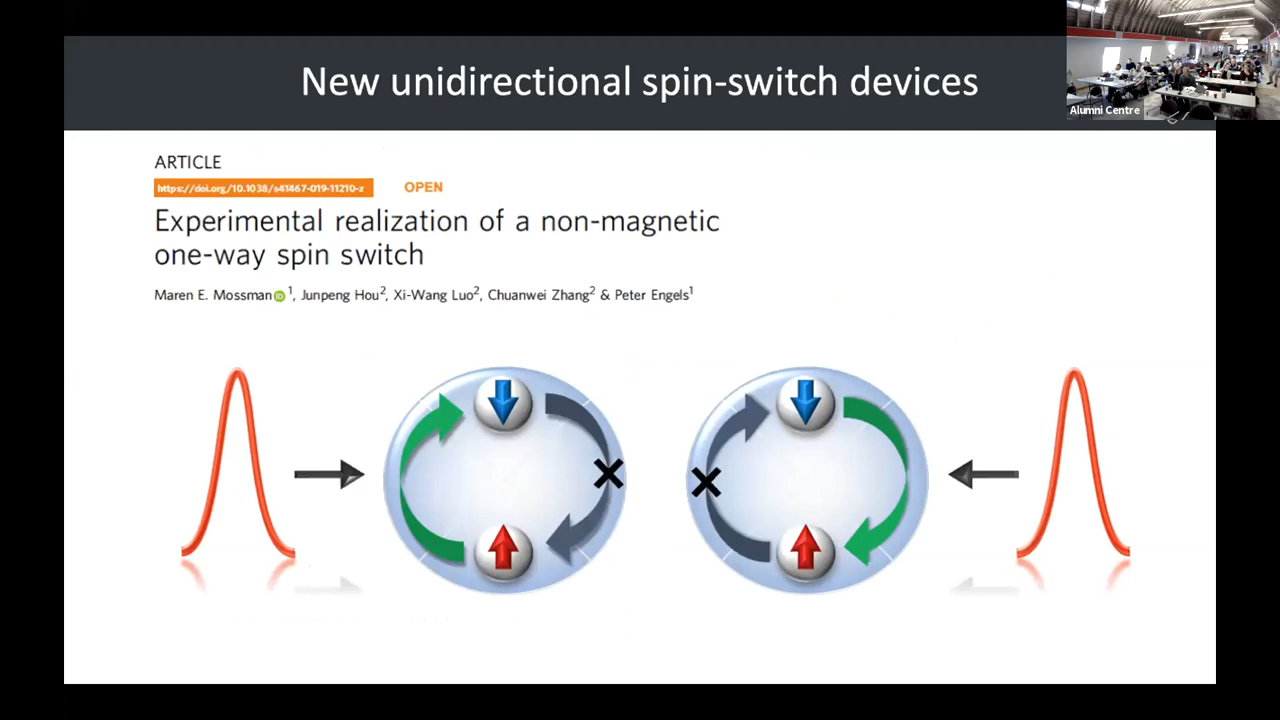 New unidirectional spin-switch devices
Alumni Centre
ARTICLE
https://doi.org/10.1038/s41467-019-11210-z
OPEN
Experimental realization of a non-magnetic
one-way spin switch
Maren E. Mossman iD 1, Junpeng Hou2, Xi-Wang Luo2, Chuanwei Zhang2 & Peter Engels1